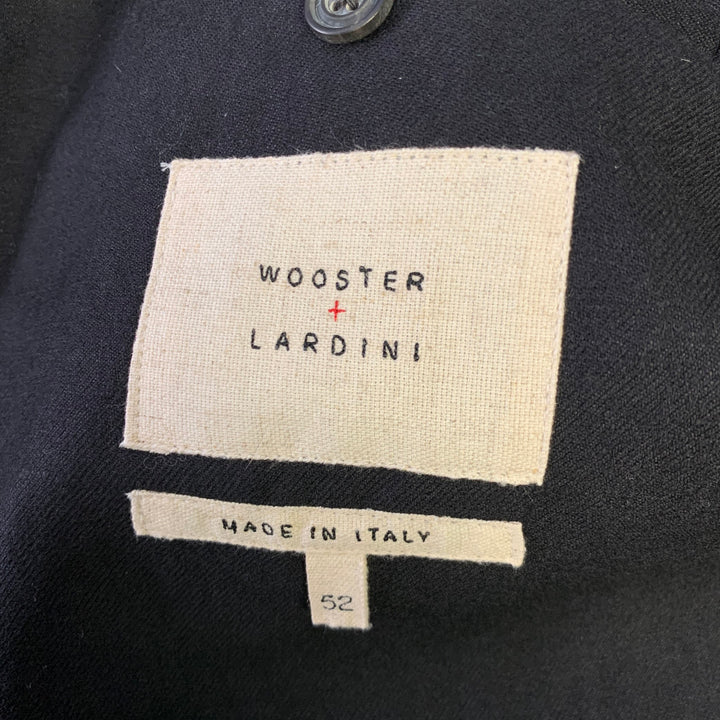 WOOSTER
+
LARDINI
MADE IN ITALY
52